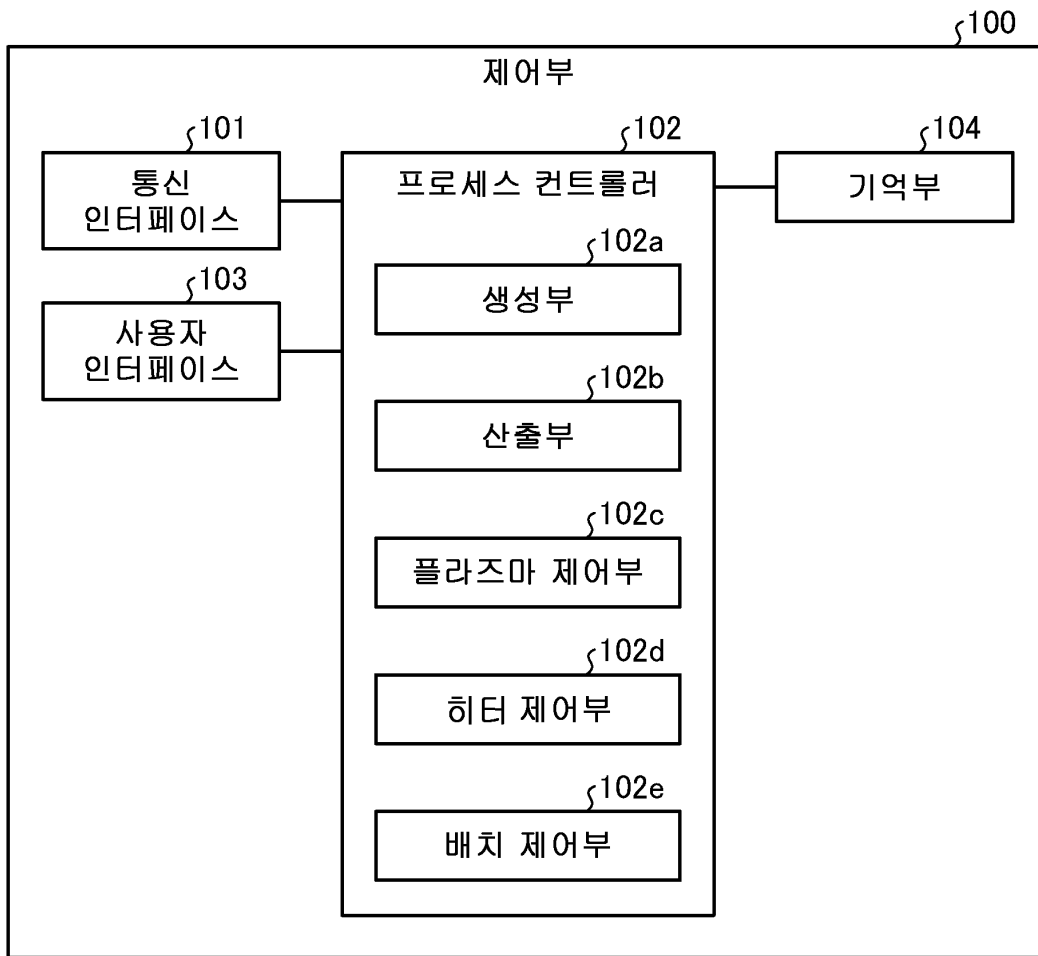 100
제어부
101
통신
인터페이스
102
프로세스 컨트롤러
104
기억부
103
사용자
인터페이스
102a
생성부
102b
산출부
102c
플라즈마 제어부
102d
히터 제어부
102e
배치 제어부